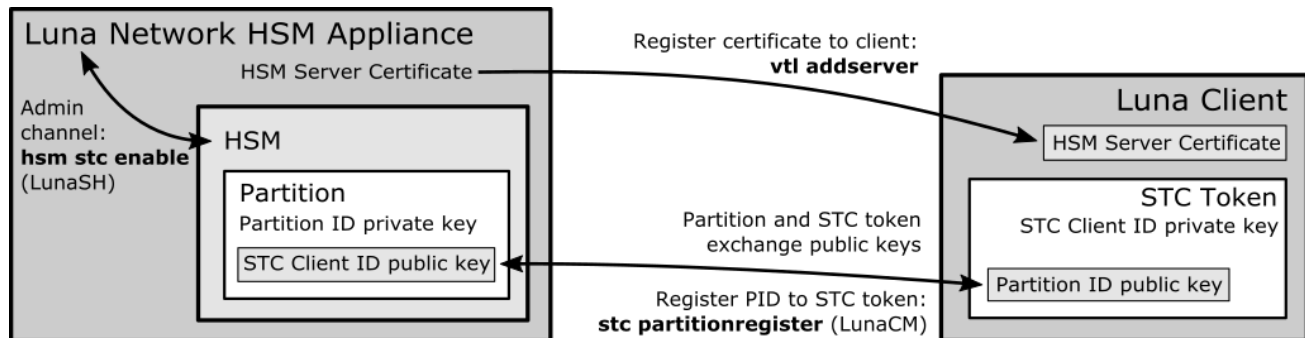 Luna Network HSM Appliance
HSM Server Certificate
Admin
channel:
hsm stc enable
(LunaSH)
HSM
Partition
Partition ID private key
STC Client ID public key
Register certificate to client:
vtl addserver
Partition and STC token
exchange public keys
Register PID to STC token:
stc partitionregister (LunaCM)
Luna Client
HSM Server Certificate
STC Token
STC Client ID private key
Partition ID public key